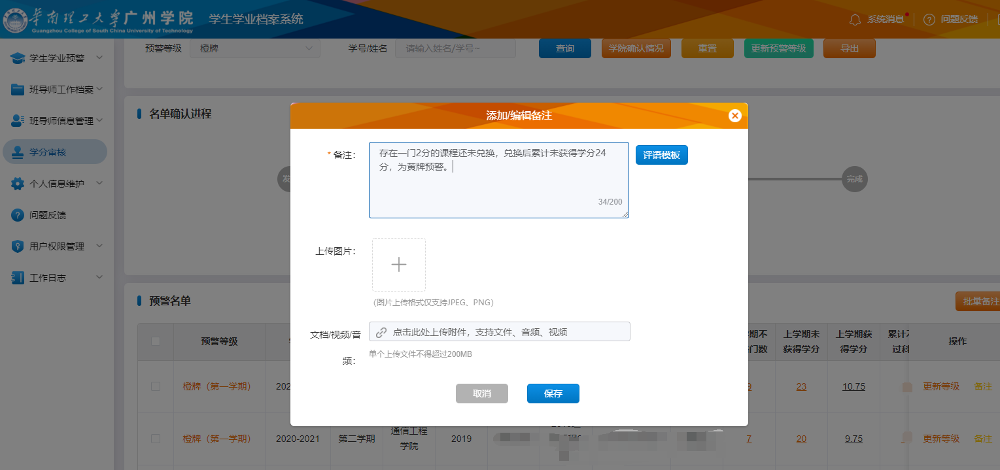 华南理工大学广州学院
Guangzhou College of South China University of Technology
学生学业档案系统
系统消息
问题反馈
学生学业预警
班导师工作档案
班导师信息管理
学分审核
个人信息维护
问题反馈
用户权限管理
工作日志
预警等级 橙牌 学号/姓名 请输入姓名/学号~ 查询 学院确认情况 重置 更新预警等级 导出
名单确认进程
发
完成
添加/编辑备注
* 备注：
存在一门2分的课程还未兑换，兑换后累计未获得学分24
分，为黄牌预警。
34/200
评语模板
上传图片：
（图片上传格式仅支持JPEG、PNG）
文档/视频/音
频：
点击此处上传附件，支持文件、音频、视频
单个上传文件不得超过200MB
取消 保存
预警名单
批量备注
预警等级 期不 上学期未 上学期获 累计不 操作
门数 获得学分 得学分 过科
橙牌（第一学期） 202 9 23 10.75 更新等级 备注
橙牌（第一学期） 2020-2021 第二学期 通信工程 2019 7 20 9.75 更新等级 备注
学院